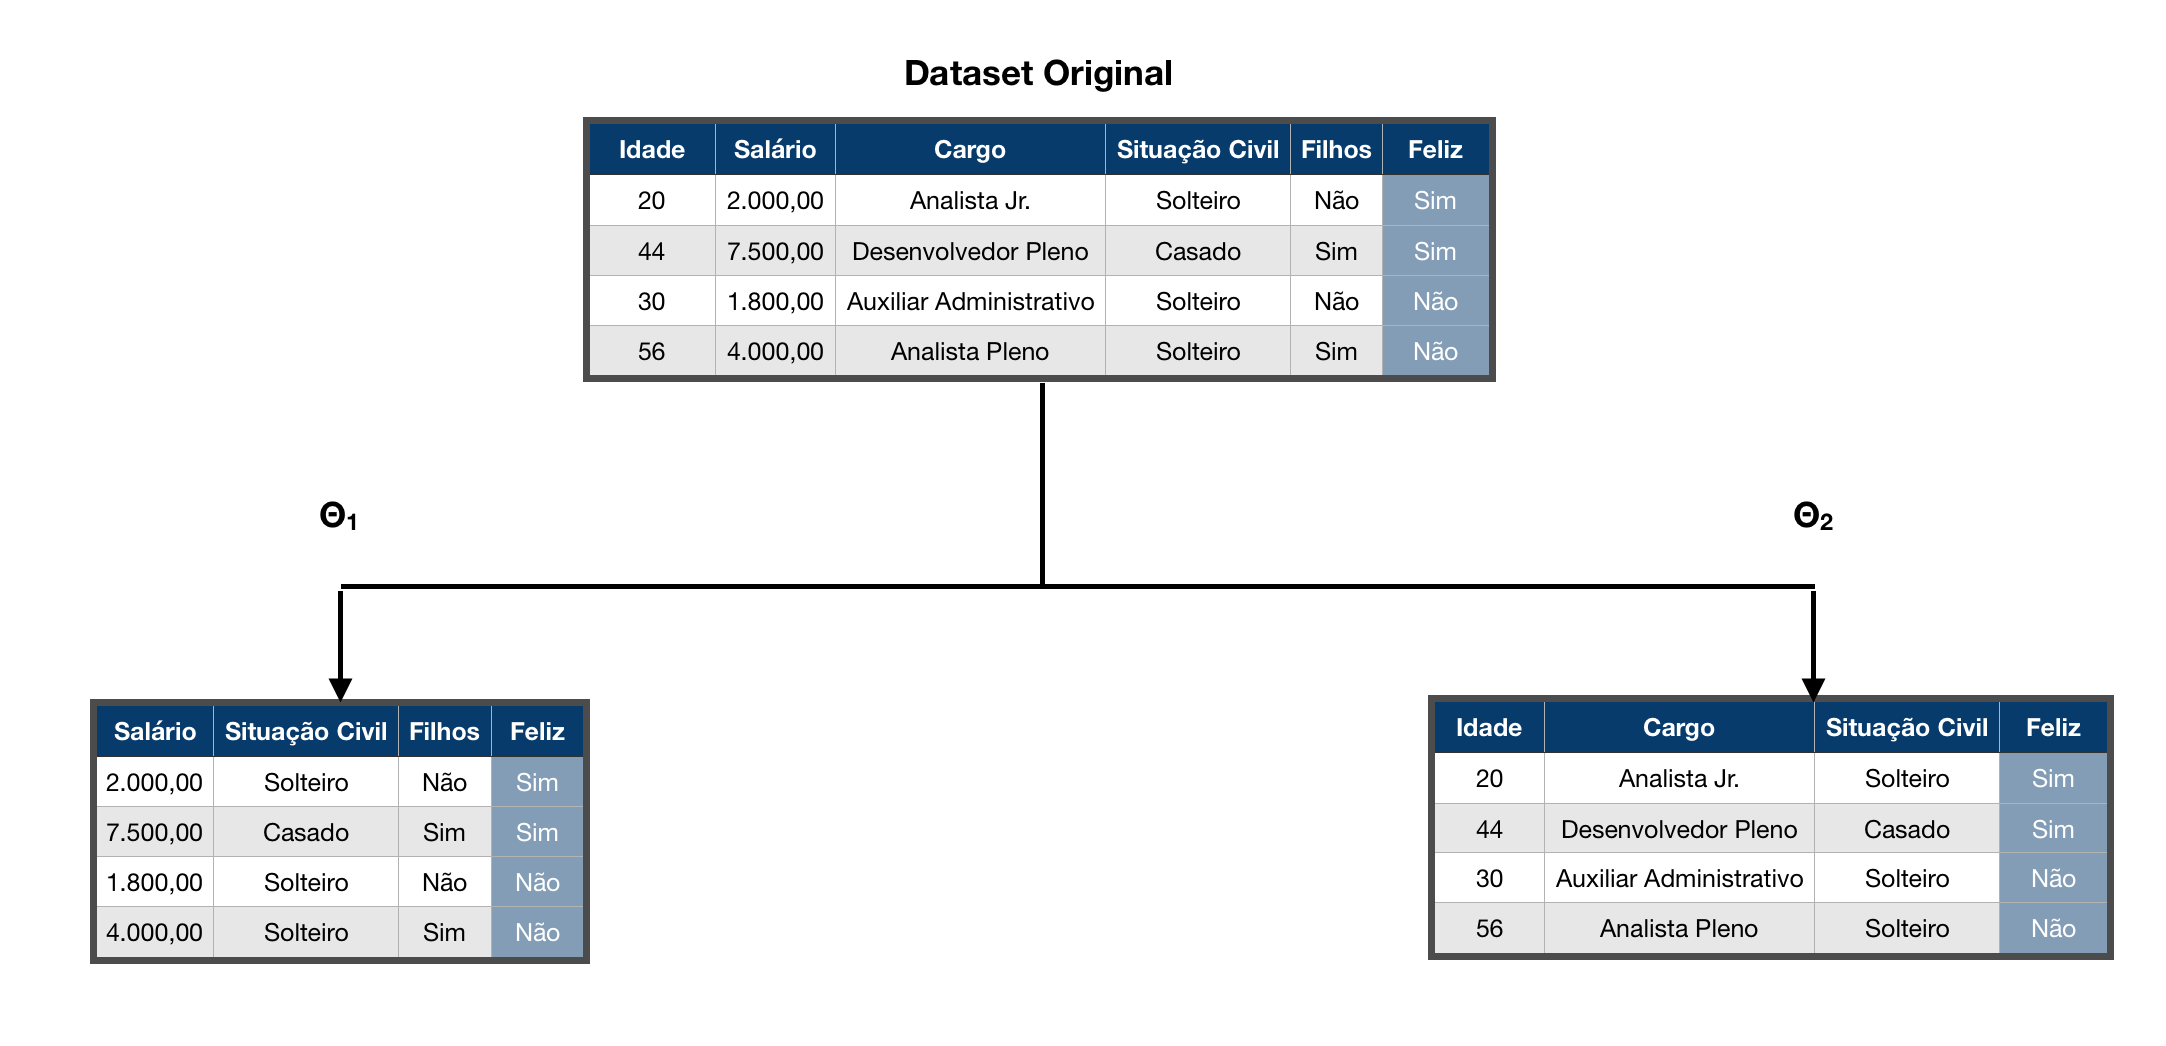 Dataset Original
Idade Salário Cargo Situação Civil Filhos Feliz
20 2.000,00 Analista Jr. Solteiro Não Sim
44 7.500,00 Desenvolvedor Pleno Casado Sim Sim
30 1.800,00 Auxiliar Administrativo Solteiro Não Não
56 4.000,00 Analista Pleno Solteiro Sim Não
Θ₁
Θ₂
Salário Situação Civil Filhos Feliz
2.000,00 Solteiro Não Sim
7.500,00 Casado Sim Sim
1.800,00 Solteiro Não Não
4.000,00 Solteiro Sim Não
Idade Cargo Situação Civil Feliz
20 Analista Jr. Solteiro Sim
44 Desenvolvedor Pleno Casado Sim
30 Auxiliar Administrativo Solteiro Não
56 Analista Pleno Solteiro Não